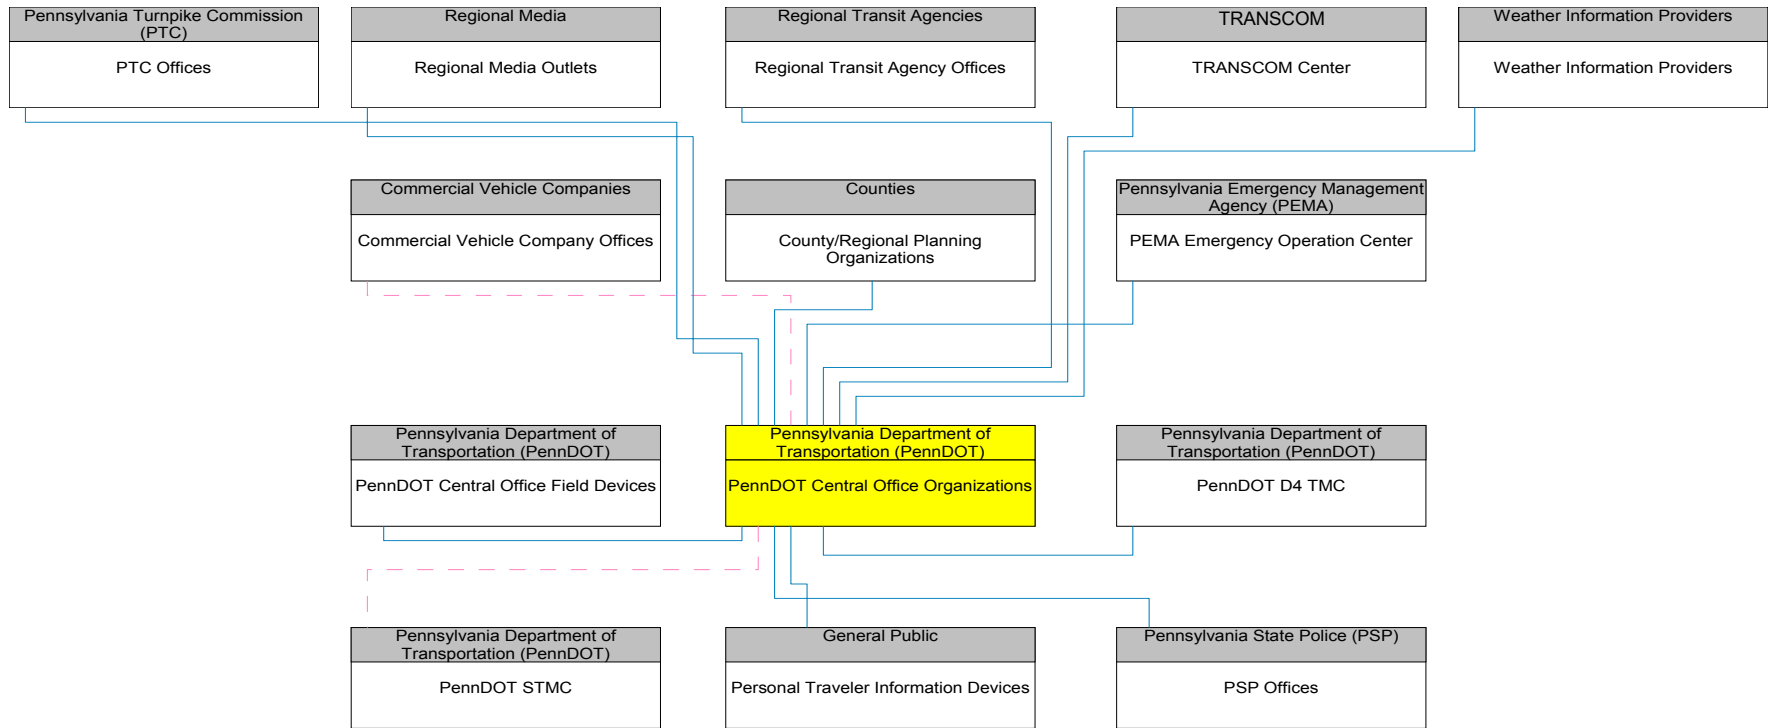 Pennsylvania Turnpike Commission
(PTC)
PTC Offices
Regional Media
Regional Media Outlets
Regional Transit Agencies
Regional Transit Agency Offices
TRANSCOM
TRANSCOM Center
Weather Information Providers
Weather Information Providers
Commercial Vehicle Companies
Commercial Vehicle Company Offices
Counties
County/Regional Planning
Organizations
Pennsylvania Emergency Management
Agency (PEMA)
PEMA Emergency Operation Center
Pennsylvania Department of
Transportation (PennDOT)
PennDOT Central Office Field Devices
Pennsylvania Department of
Transportation (PennDOT)
PennDOT Central Office Organizations
Pennsylvania Department of
Transportation (PennDOT)
PennDOT D4 TMC
Pennsylvania Department of
Transportation (PennDOT)
PennDOT STMC
General Public
Personal Traveler Information Devices
Pennsylvania State Police (PSP)
PSP Offices